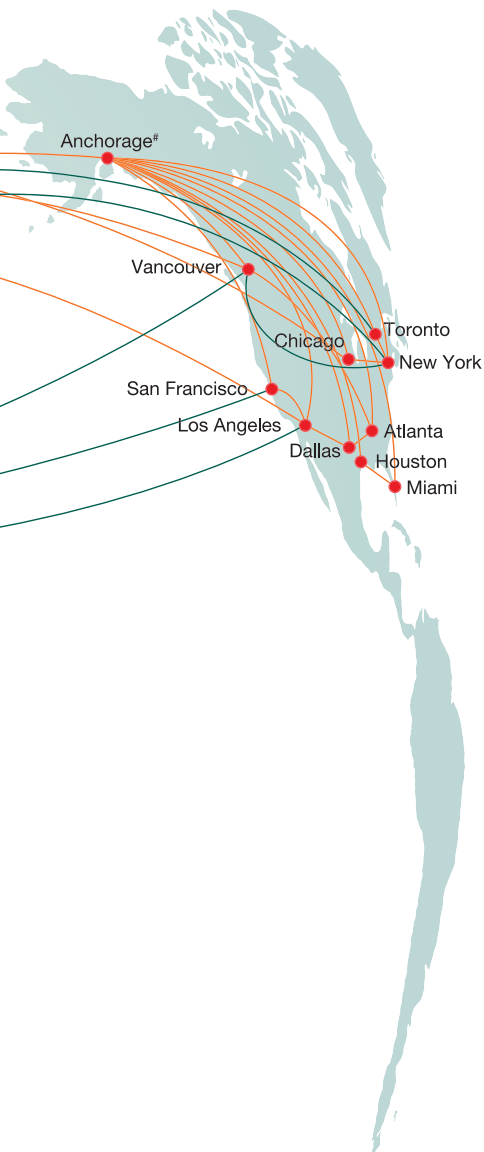 Anchorage#
Vancouver
Toronto
Chicago
New York
San Francisco
Los Angeles
Atlanta
Dallas
Houston
Miami